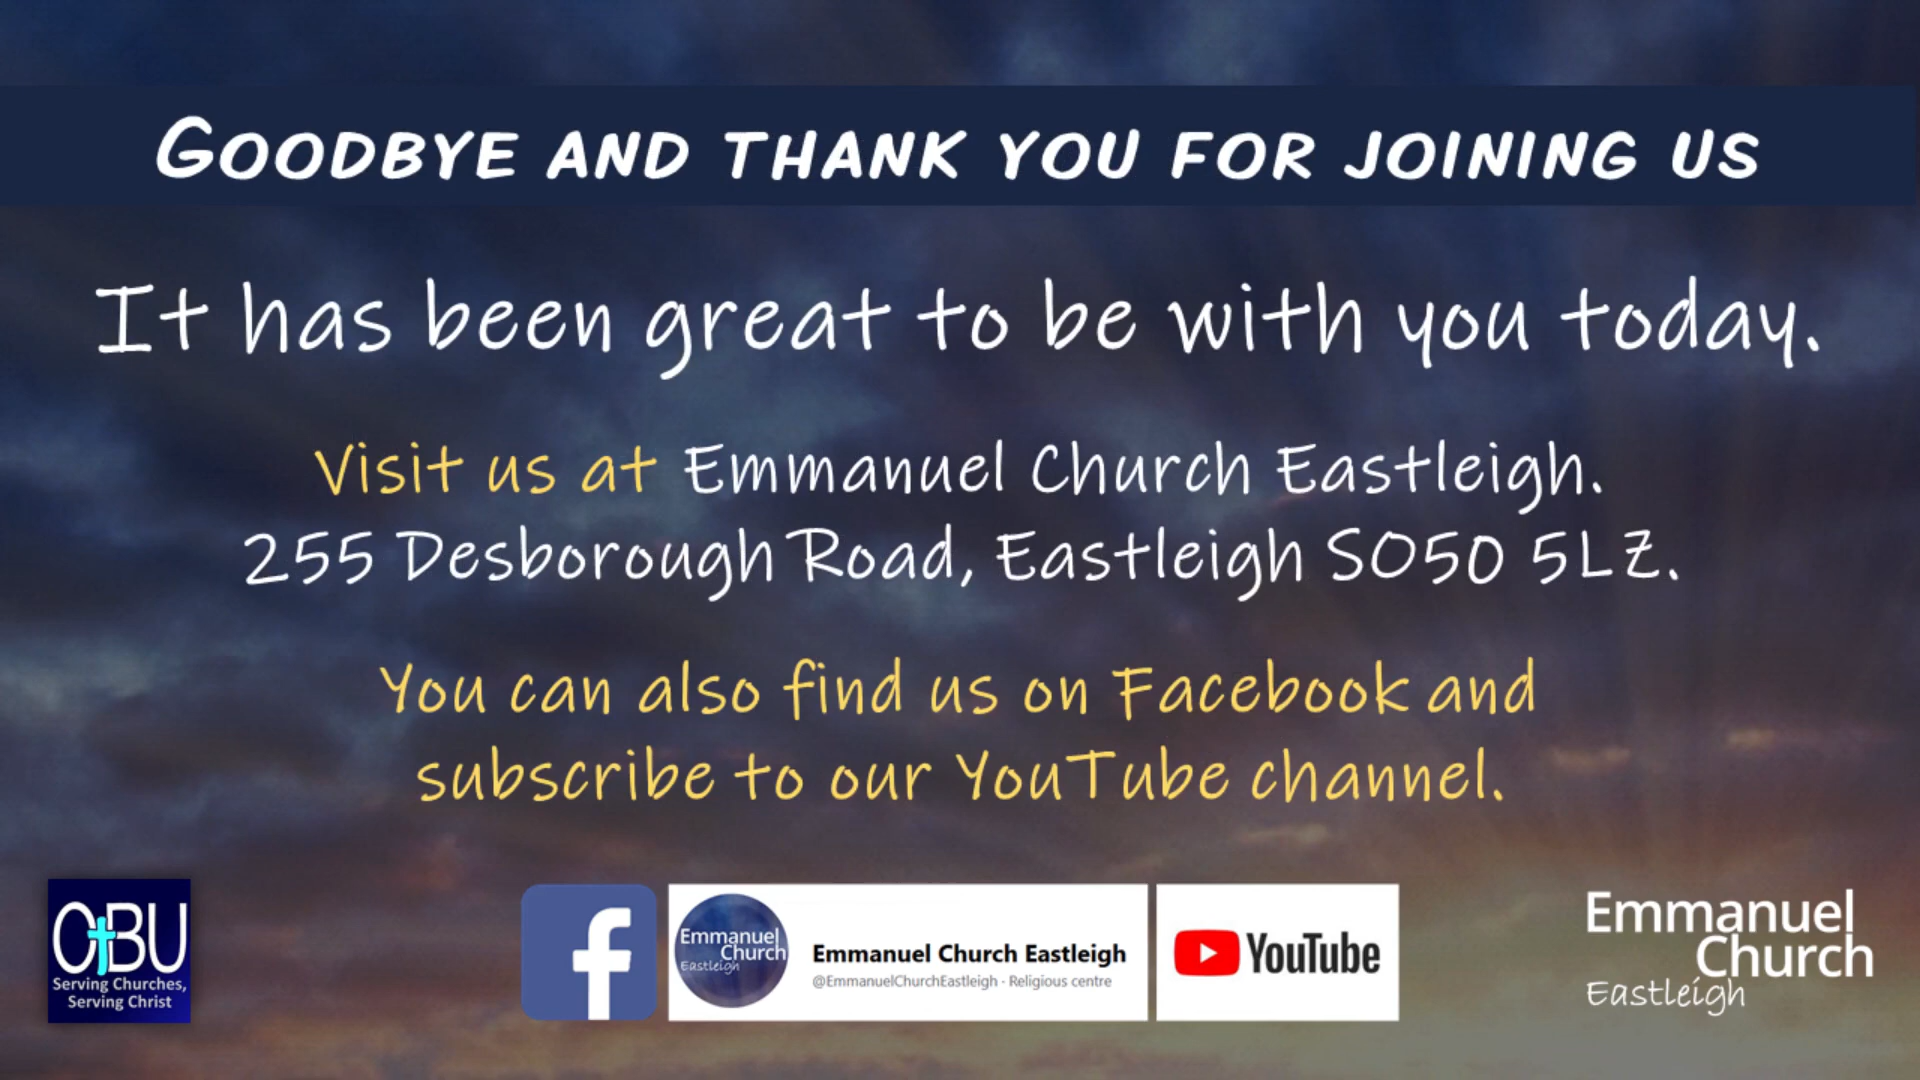 GOODBYE AND THANK YOU FOR JOINING US
It has been great to be with you today.
Visit us at Emmanuel Church Eastleigh.
255 Desborough Road, Eastleigh SO50 5LZ.
You can also find us on Facebook and
subscribe to our YouTube channel.
OBU
Serving Churches,
Serving Christ
f
Emmanuel
Church
Eastleigh
Emmanuel Church Eastleigh
@EmmanuelChurchEastleigh · Religious centre
YouTube
Emmanuel
Church
Eastleigh